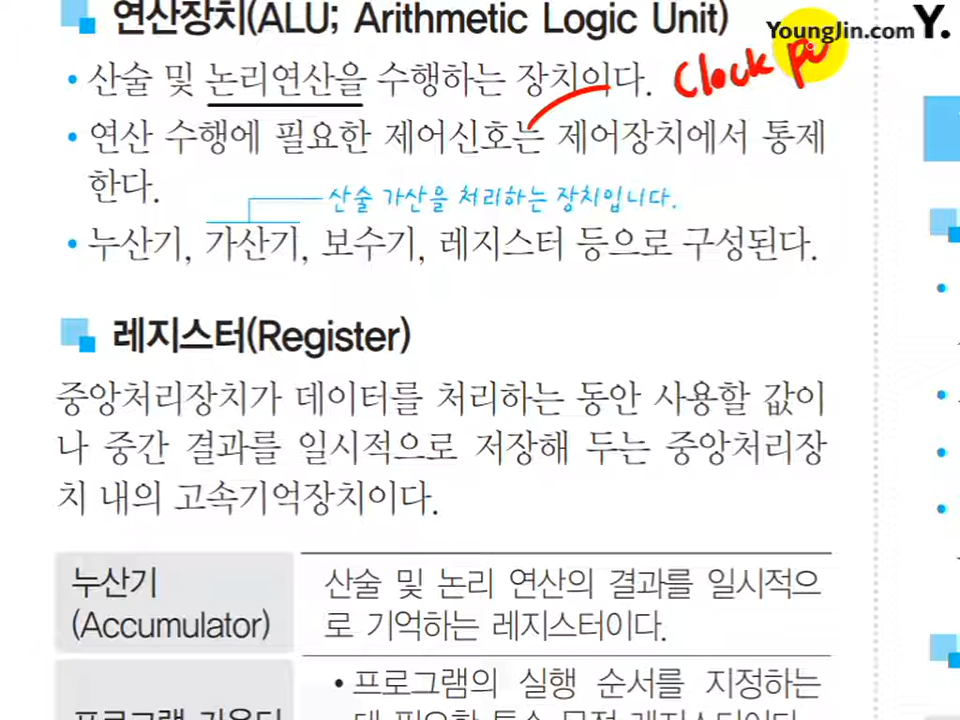 연산장치(ALU; Arithmetic Logic Unit)
YoungJin.com Y.
• 산술 및 논리연산을 수행하는 장치이다.
Clock
• 연산 수행에 필요한 제어신호는 제어장치에서 통제
한다.
산술 가산을 처리하는 장치입니다.
• 누산기, 가산기, 보수기, 레지스터 등으로 구성된다.
레지스터(Register)
중앙처리장치가 데이터를 처리하는 동안 사용할 값이
나 중간 결과를 일시적으로 저장해 두는 중앙처리장
치 내의 고속기억장치이다.
누산기
(Accumulator)
산술 및 논리 연산의 결과를 일시적으
로 기억하는 레지스터이다.
• 프로그램의 실행 순서를 지정하는